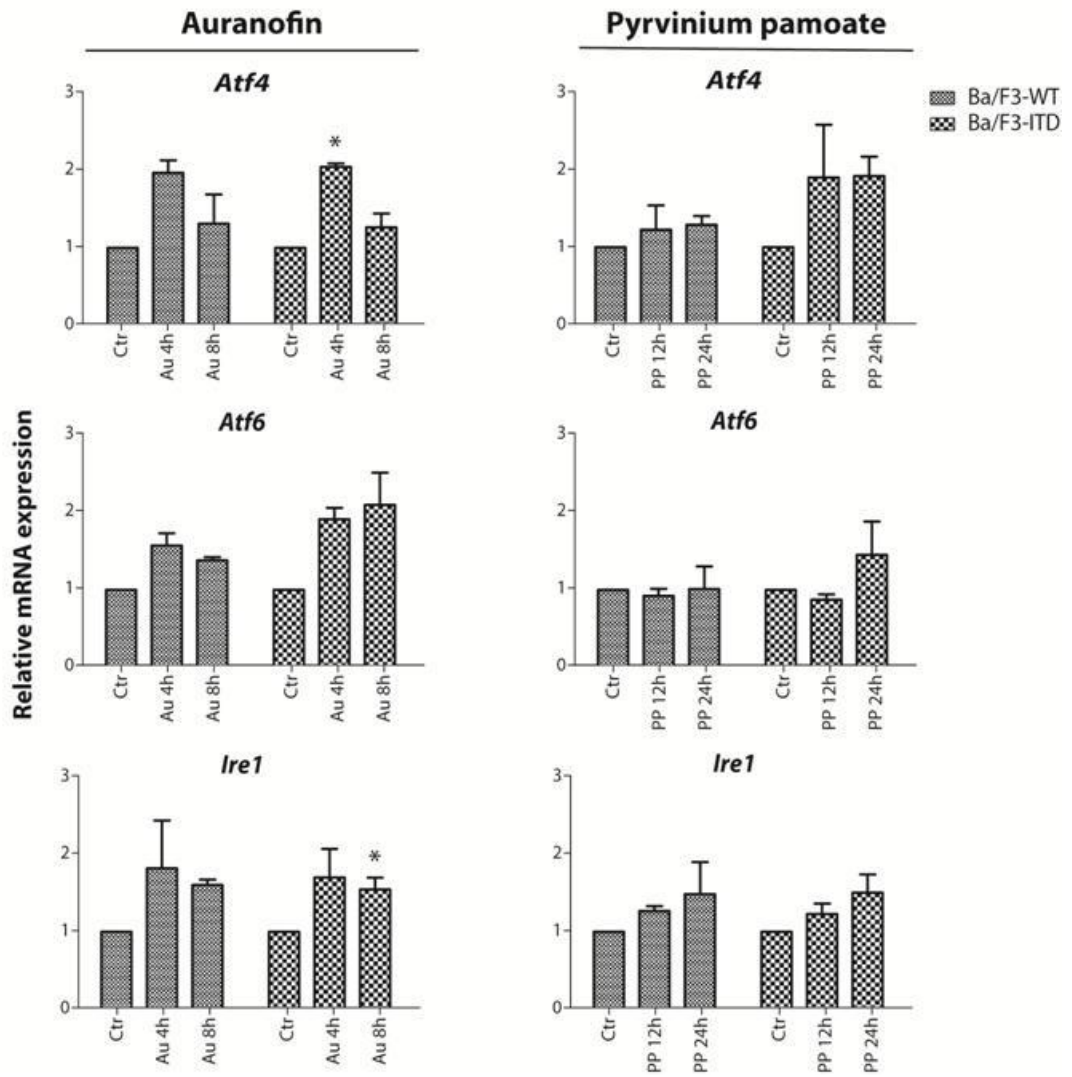 Auranofin
Pyrvinium pamoate
Atf4
3
2
1
0
*
Ctr
Au 4h
Au 8h
Ctr
Au 4h
Au 8h
Atf4
3
2
1
0
Ctr
PP 12h
PP 24h
Ctr
PP 12h
PP 24h
Ba/F3-WT
Ba/F3-ITD
Relative mRNA expression
Atf6
3
2
1
0
Ctr
Au 4h
Au 8h
Ctr
Au 4h
Au 8h
Atf6
3
2
1
0
Ctr
PP 12h
PP 24h
Ctr
PP 12h
PP 24h
Ire1
3
2
1
0
*
Ctr
Au 4h
Au 8h
Ctr
Au 4h
Au 8h
Ire1
3
2
1
0
Ctr
PP 12h
PP 24h
Ctr
PP 12h
PP 24h